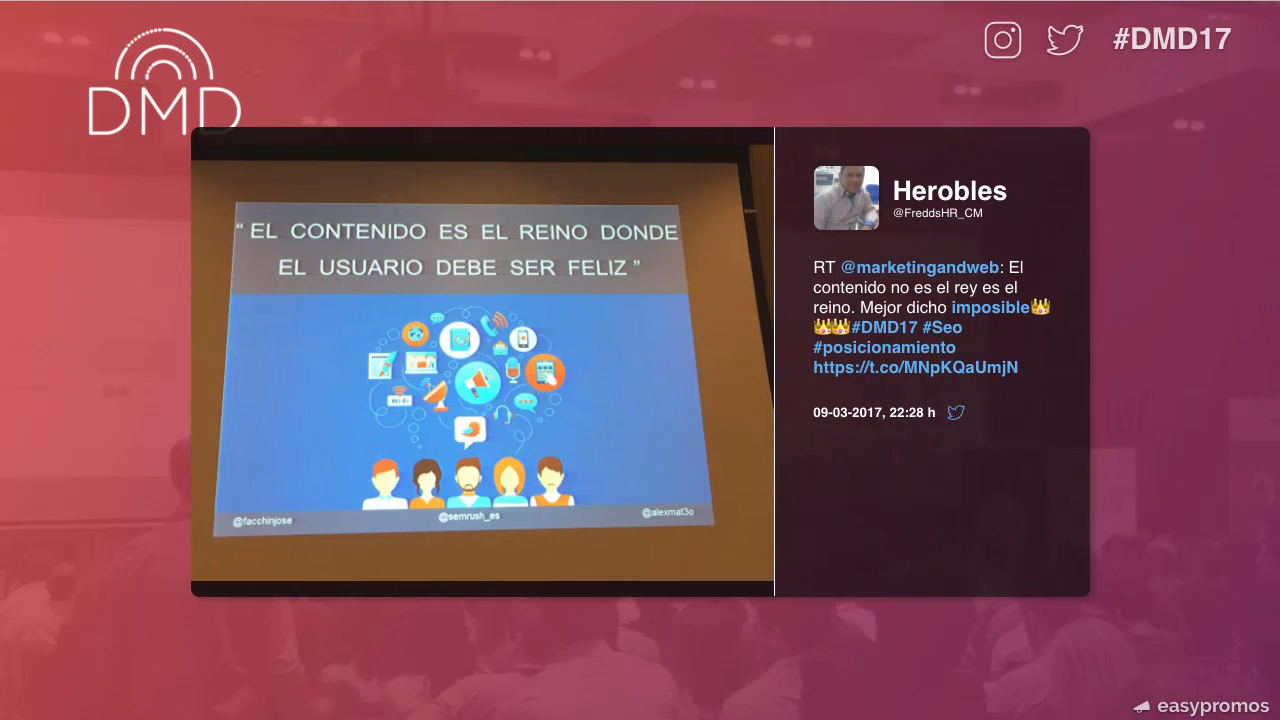 #DMD17
DMD
“ EL CONTENIDO ES EL REINO DONDE
EL USUARIO DEBE SER FELIZ ”
Wi-Fi
@facchinjose
@semrush_es
@alexmat3o
Herobles
@FreddsHR_CM
RT @marketingandweb: El
contenido no es el rey es el
reino. Mejor dicho imposible👑
👑👑#DMD17 #Seo
#posicionamiento
https://t.co/MNpKQaUmjN
09-03-2017, 22:28 h
easypromos